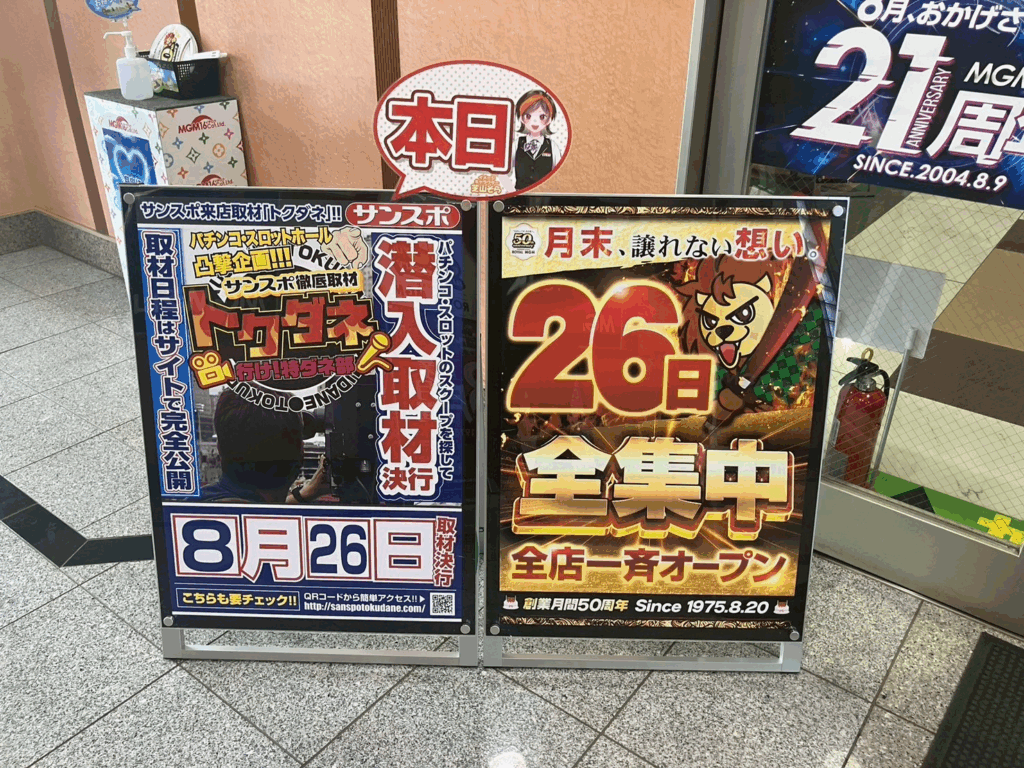 本日
サンスポ来店取材「トクダネ」!!
サンスポ
取材日程はサイトで完全公開
パチンコ・スロットホール
凸撃企画!!!
サンスポ徹底取材
トクダネ
行け!特ダネ部
パチンコ・スロットのスクープを探して
潜入取材
決行
8月26日
取材決行
こちらも要チェック!!
QRコードから簡単アクセス!!
http://sanspotokudane.com/
50th
月末、譲れない想い。
26日
全集中
全店一斉オープン
創業月間50周年 Since 1975.8.20
8月、おかげさ
21
ANNIVERSARY
MGM
周年
SINCE.2004.8.9
MGM16Co.Ltd.
MGM16Co.Ltd.